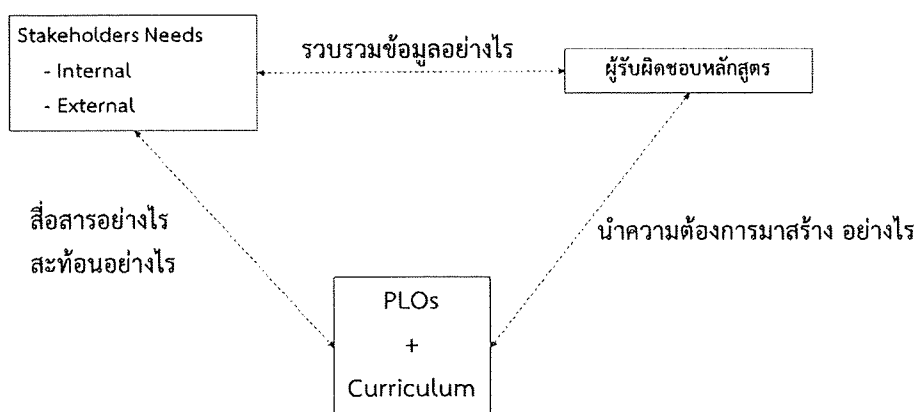 Stakeholders Needs
- Internal
- External
รวบรวมข้อมูลอย่างไร
ผู้รับผิดชอบหลักสูตร
สื่อสารอย่างไร
สะท้อนอย่างไร
นำความต้องการมาสร้าง อย่างไร
PLOs
+
Curriculum